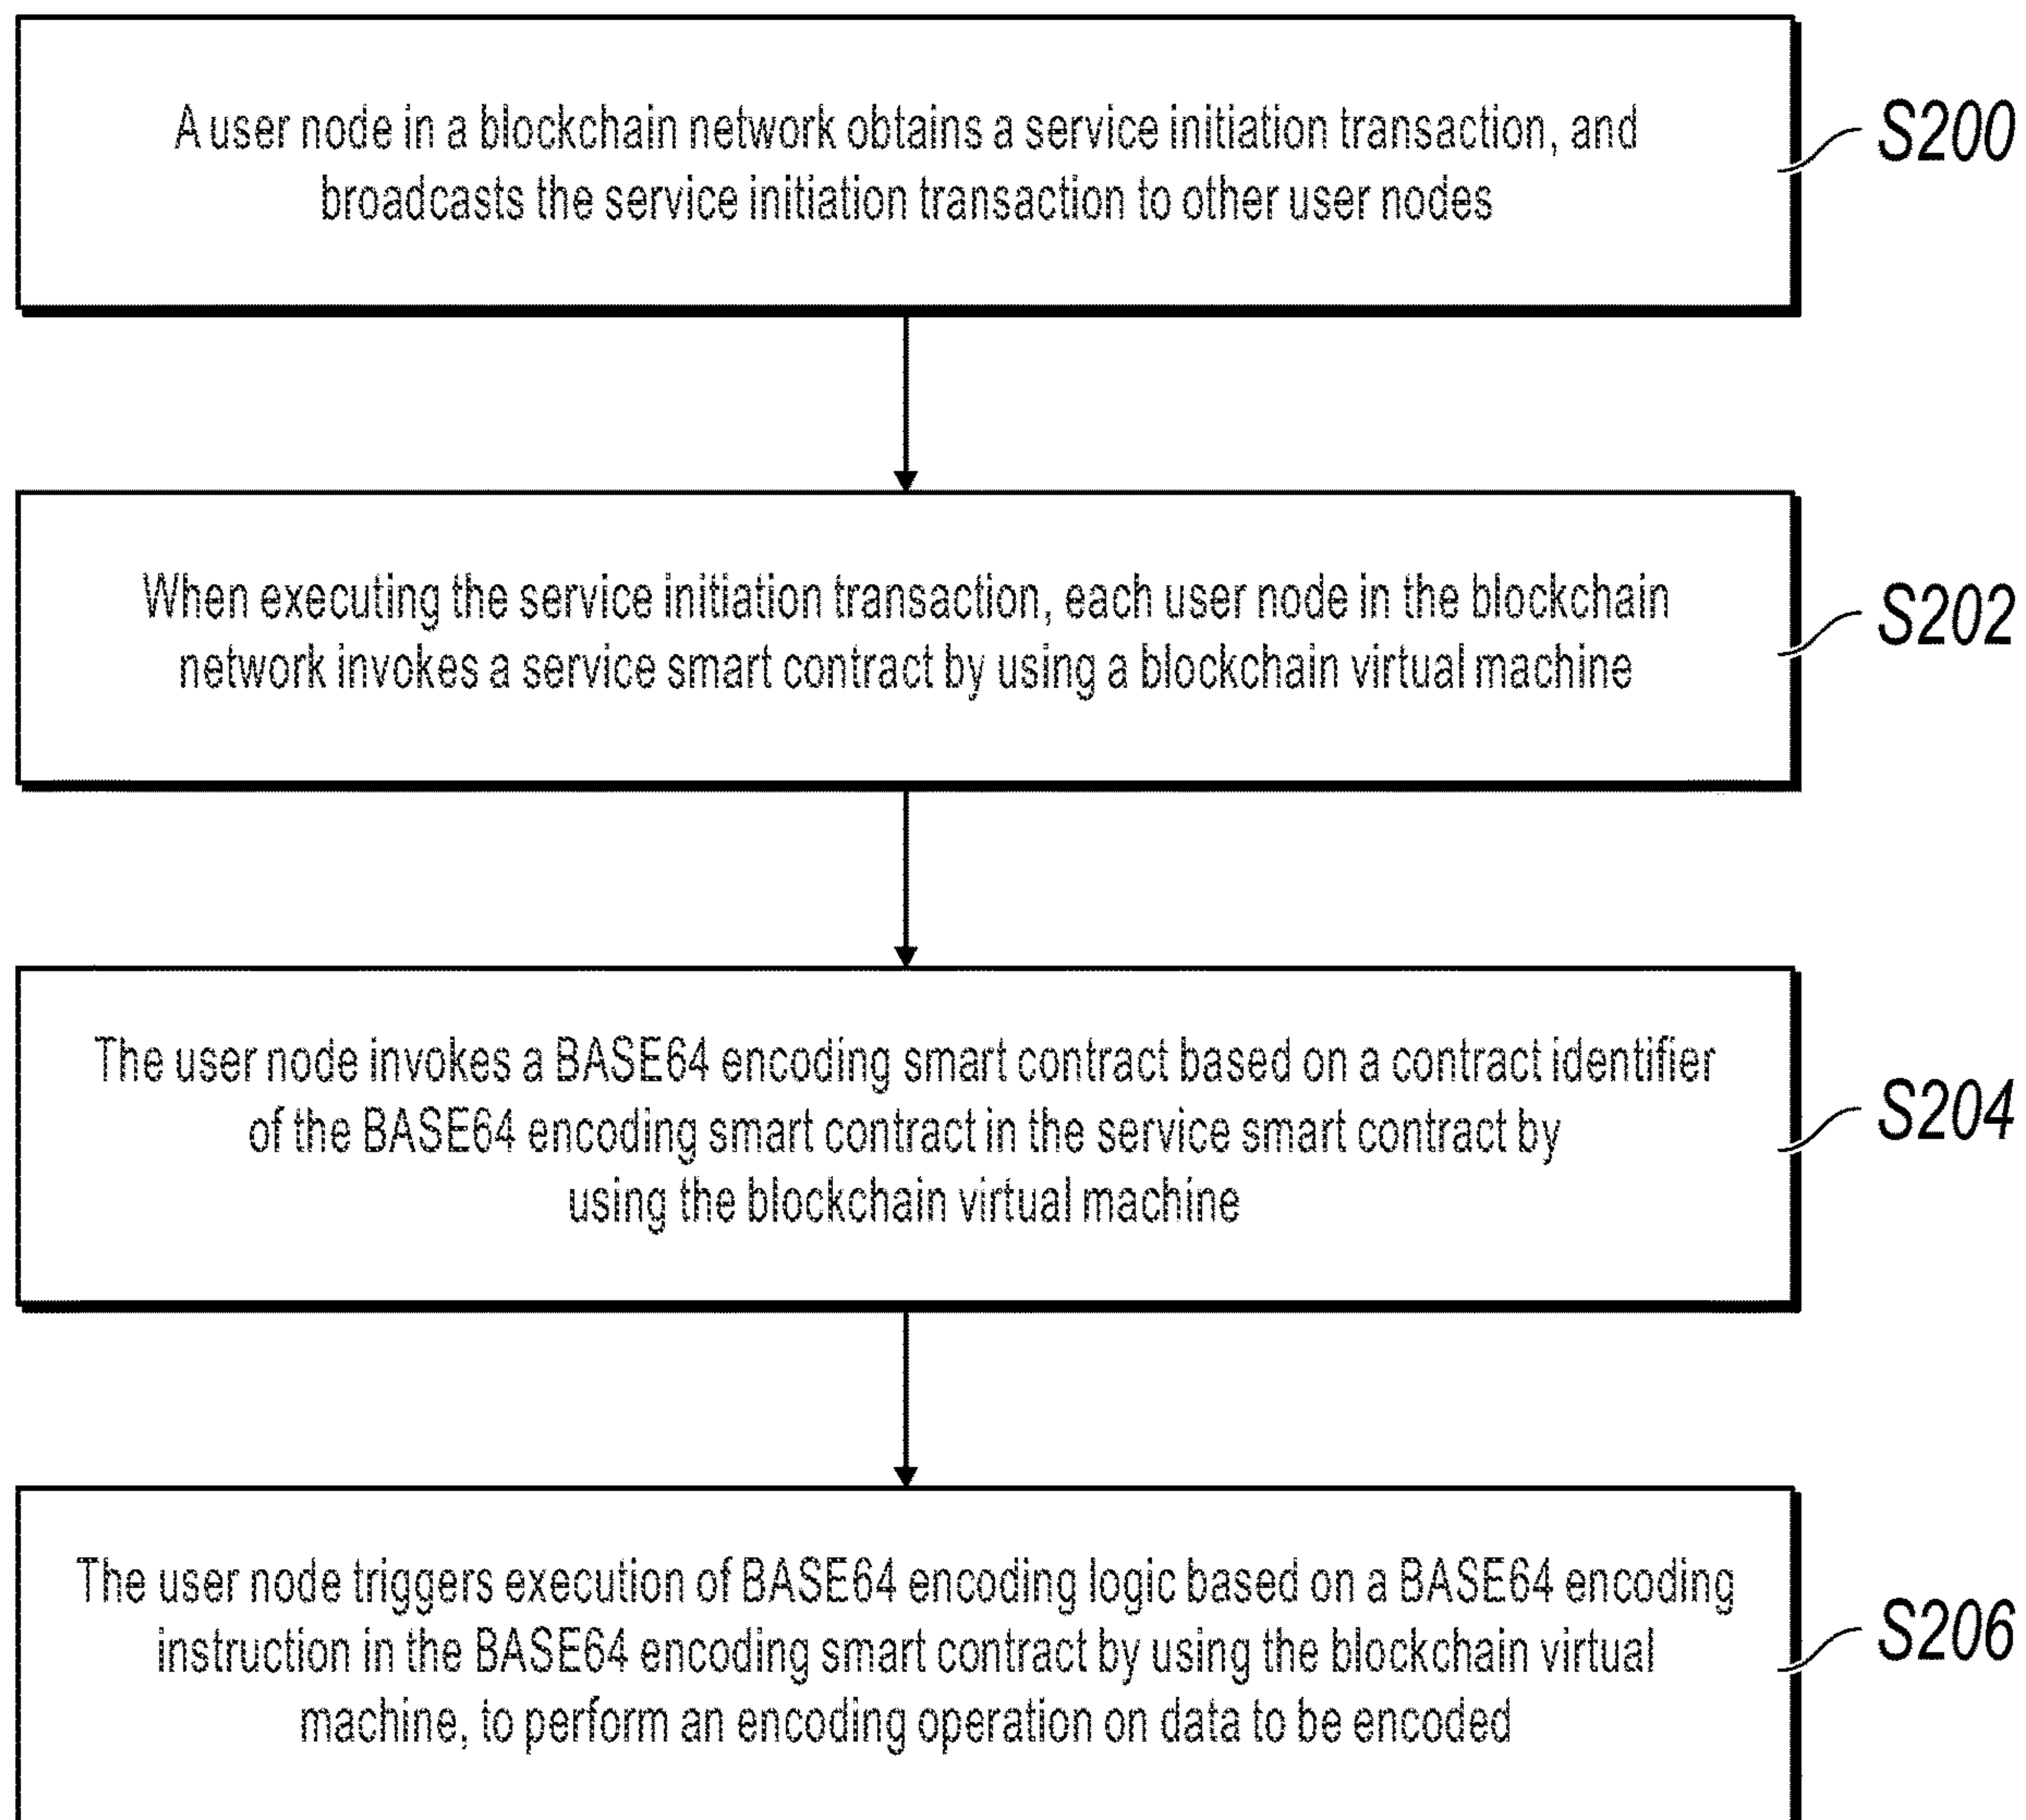 A user node in a blockchain network obtains a service initiation transaction, and
broadcasts the service initiation transaction to other user nodes
S200
When executing the service initiation transaction, each user node in the blockchain
network invokes a service smart contract by using a blockchain virtual machine
S202
The user node invokes a BASE64 encoding smart contract based on a contract identifier
of the BASE64 encoding smart contract in the service smart contract by
using the blockchain virtual machine
S204
The user node triggers execution of BASE64 encoding logic based on a BASE64 encoding
instruction in the BASE64 encoding smart contract by using the blockchain virtual
machine, to perform an encoding operation on data to be encoded
S206